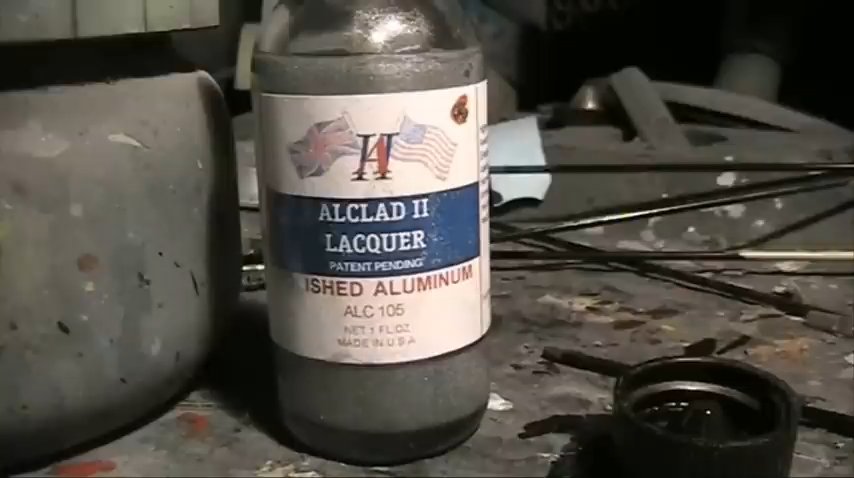 ALCLAD II
LACQUER
PATENT PENDING
ISHED ALUMINUM
ALC 105
NET 1 FL.OZ
MADE IN U S A